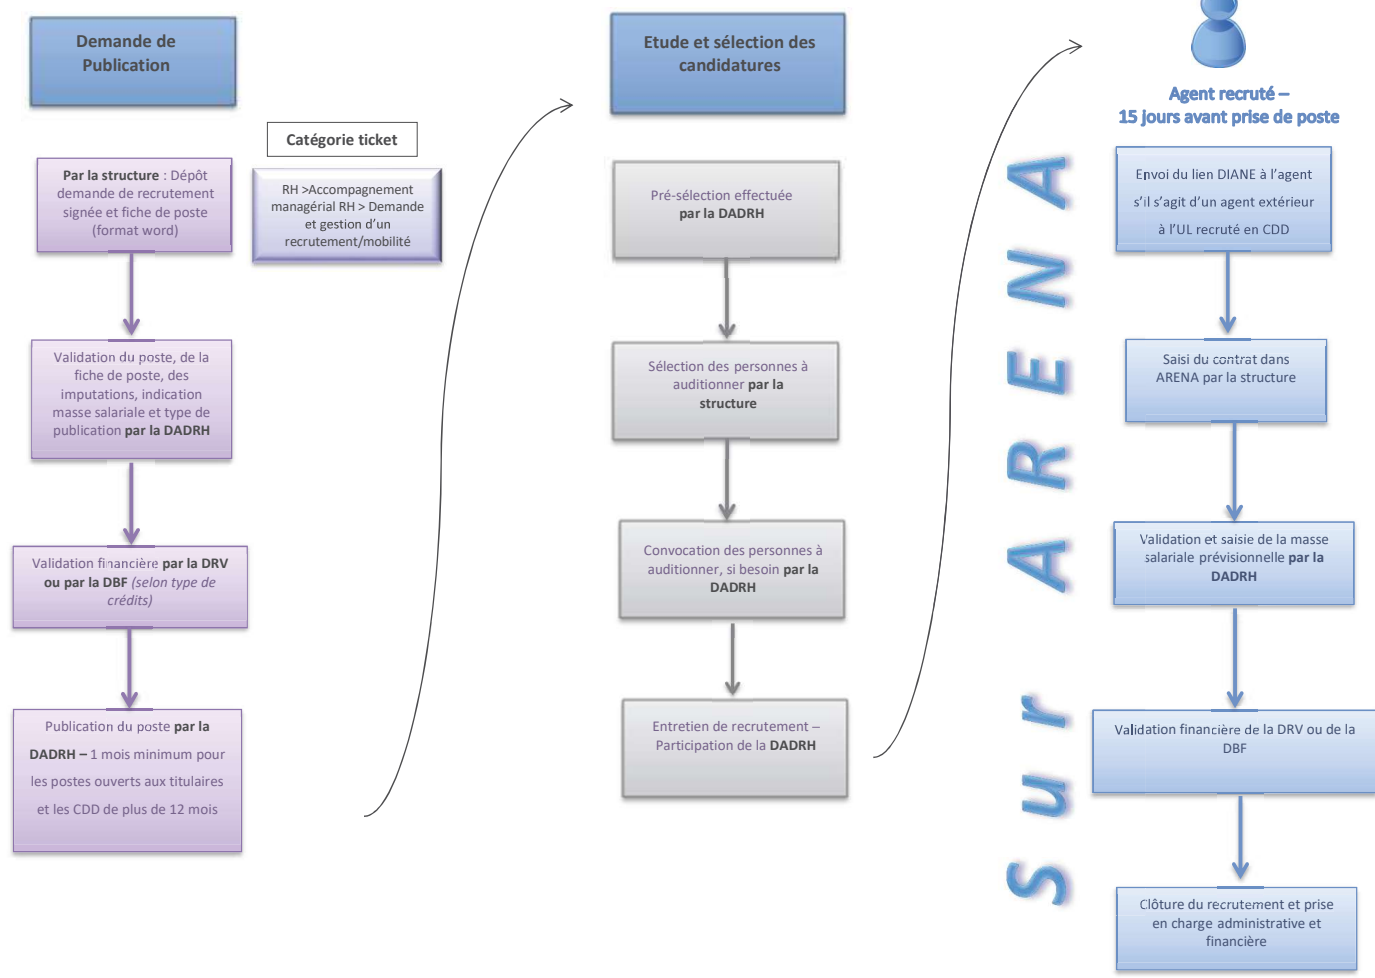 Demande de
Publication
Catégorie ticket
Par la structure : Dépôt
demande de recrutement
signée et fiche de poste
(format word)
RH >Accompagnement
managérial RH > Demande
et gestion d’un
recrutement/mobilité
Validation du poste, de la
fiche de poste, des
imputations, indication
masse salariale et type de
publication par la DADRH
Validation financière par la DRV
ou par la DBF (selon type de
crédits)
Publication du poste par la
DADRH – 1 mois minimum pour
les postes ouverts aux titulaires
et les CDD de plus de 12 mois
Etude et sélection des
candidatures
Pré-sélection effectuée
par la DADRH
Sélection des personnes à
auditionner par la
structure
Convocation des personnes à
auditionner, si besoin par la
DADRH
Entretien de recrutement –
Participation de la DADRH
Sur ARENA
Agent recruté –
15 jours avant prise de poste
Envoi du lien DIANE à l’agent
s’il s’agit d’un agent extérieur
à l’UL recruté en CDD
Saisi du contrat dans
ARENA par la structure
Validation et saisie de la masse
salariale prévisionnelle par la
DADRH
Validation financière de la DRV ou de la
DBF
Clôture du recrutement et prise
en charge administrative et
financière